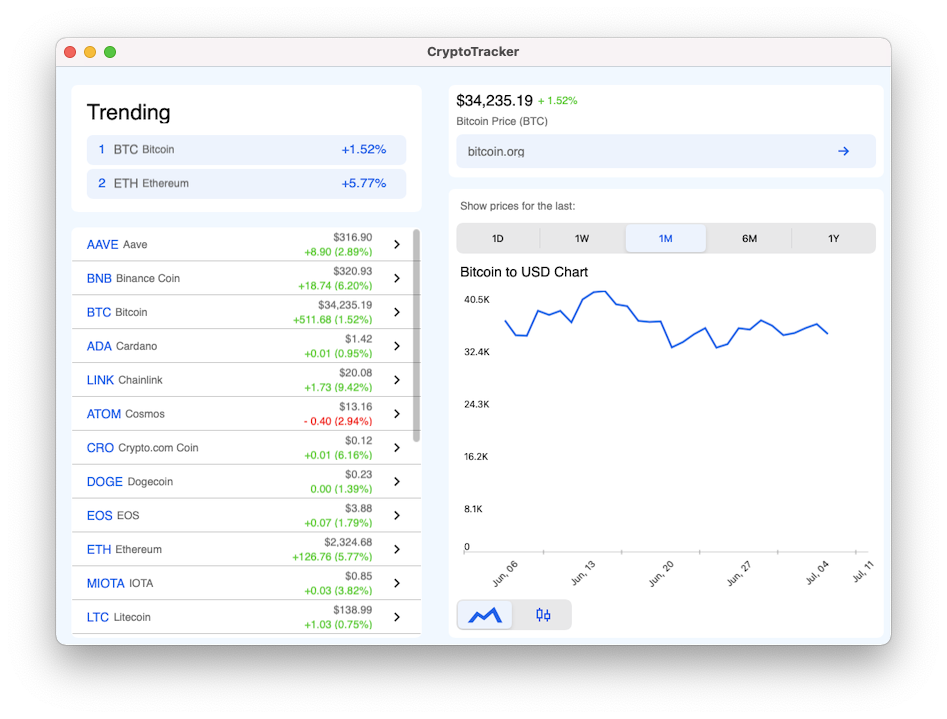 CryptoTracker
Trending
1 BTC Bitcoin +1.52%
2 ETH Ethereum +5.77%
AAVE Aave $316.90
+8.90 (2.89%)
BNB Binance Coin $320.93
+18.74 (6.20%)
BTC Bitcoin $34,235.19
+511.68 (1.52%)
ADA Cardano $1.42
+0.01 (0.95%)
LINK Chainlink $20.08
+1.73 (9.42%)
ATOM Cosmos $13.16
- 0.40 (2.94%)
CRO Crypto.com Coin $0.12
+0.01 (6.16%)
DOGE Dogecoin $0.23
0.00 (1.39%)
EOS EOS $3.88
+0.07 (1.79%)
ETH Ethereum $2,324.68
+126.76 (5.77%)
MIOTA IOTA $0.85
+0.03 (3.82%)
LTC Litecoin $138.99
+1.03 (0.75%)
$34,235.19 + 1.52%
Bitcoin Price (BTC)
bitcoin.org
Show prices for the last:
1D 1W 1M 6M 1Y
Bitcoin to USD Chart
40.5K
32.4K
24.3K
16.2K
8.1K
0
Jun, 06 Jun, 13 Jun, 20 Jun, 27 Jul, 04 Jul, 11